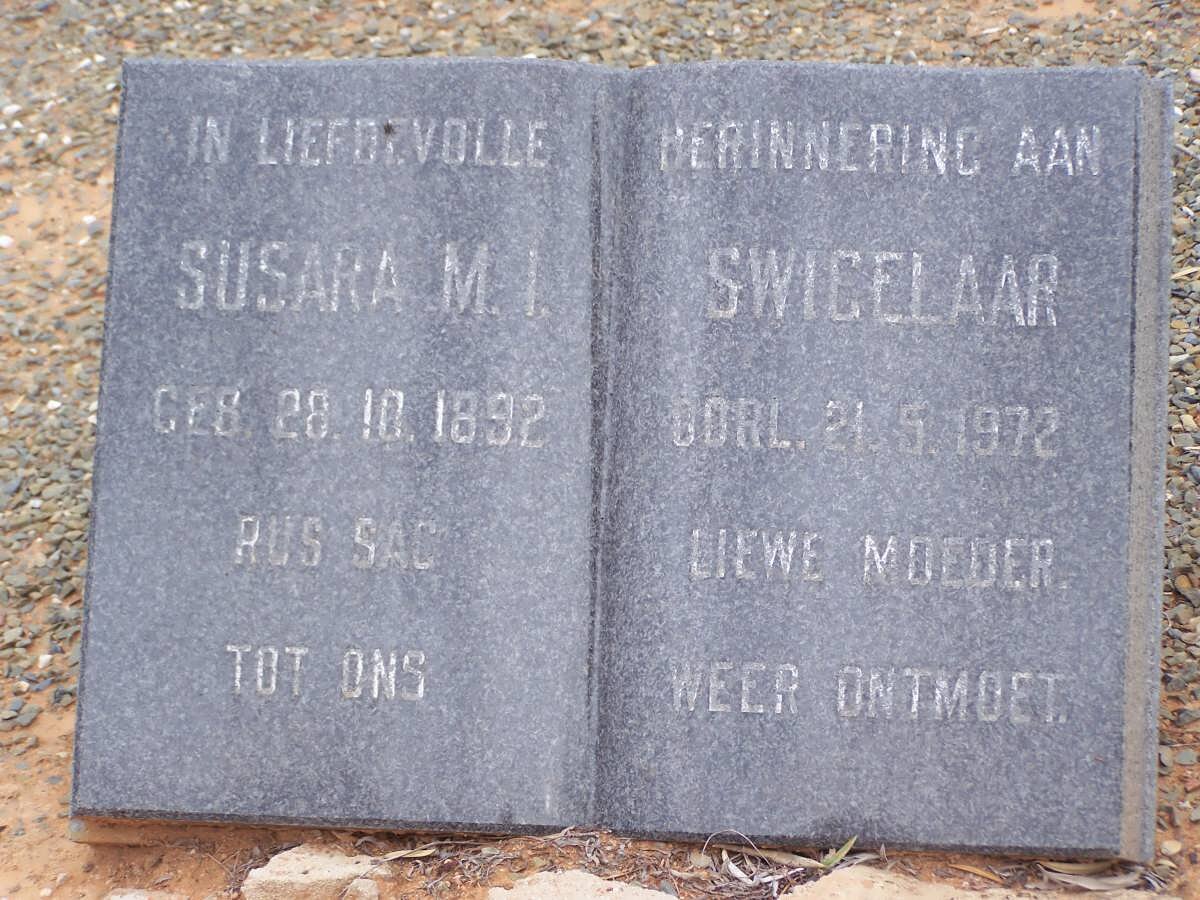 IN LIEFDEVOLLE HERINNERING AAN
SUSARA M. I. SWIGELAAR
GEB. 28. 10. 1892 OORL. 21. 5. 1972
RUS SAG LIEWE MOEDER.
TOT ONS WEER ONTMOET.